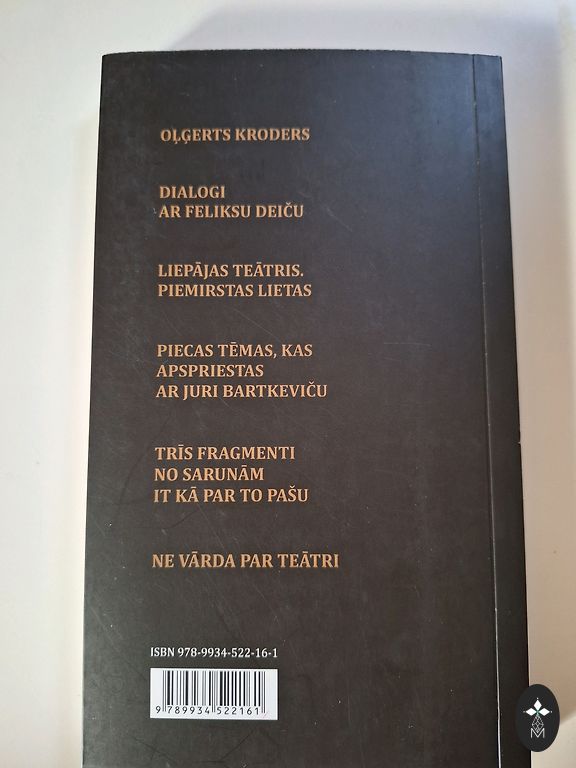 OĻĢERTS KRODERS
DIALOGI
AR FELIKSU DEIČU
LIEPĀJAS TEĀTRIS.
PIEMIRSTAS LIETAS
PIECAS TĒMAS, KAS
APSPRIESTAS
AR JURI BARTKEVIČU
TRĪS FRAGMENTI
NO SARUNĀM
IT KĀ PAR TO PAŠU
NE VĀRDA PAR TEĀTRI
ISBN 978-9934-522-16-1
9 789934 522161